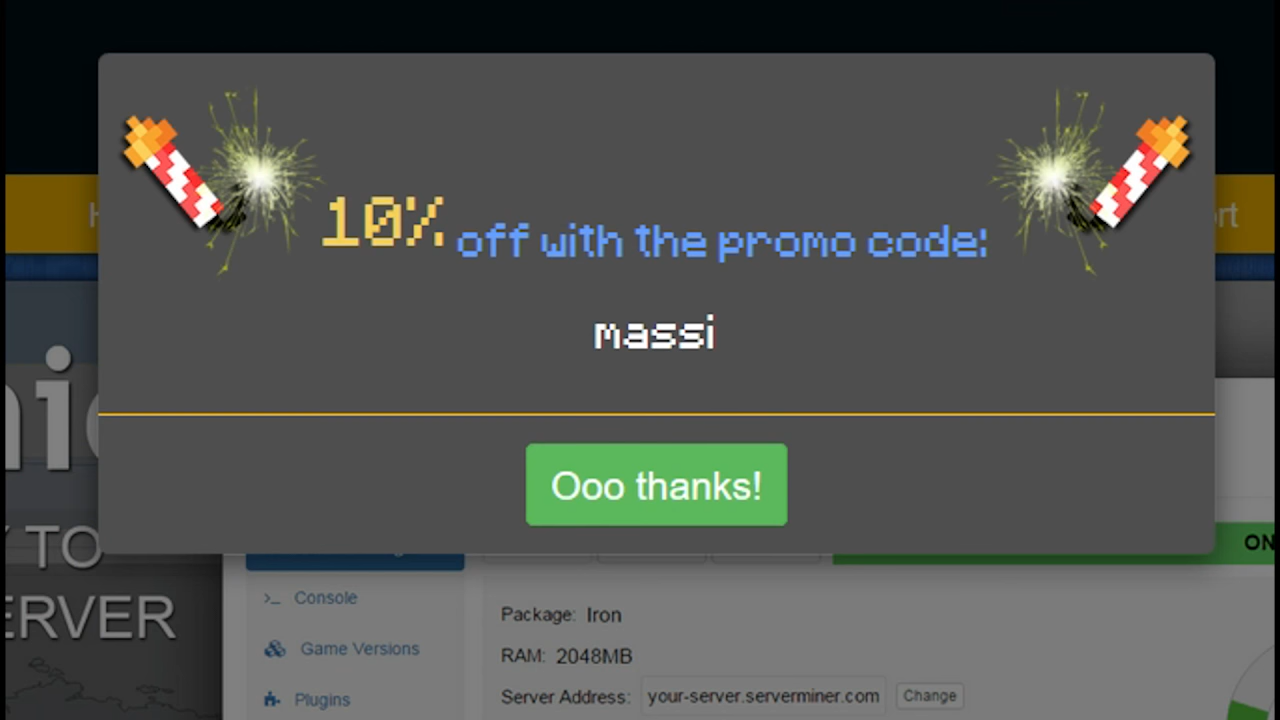 10% off with the promo code:
massi
Ooo thanks!
TO
ERVER
Console
Game Versions
Plugins
ON
Package: Iron
RAM: 2048MB
Server Address: your-server.serverminer.com Change